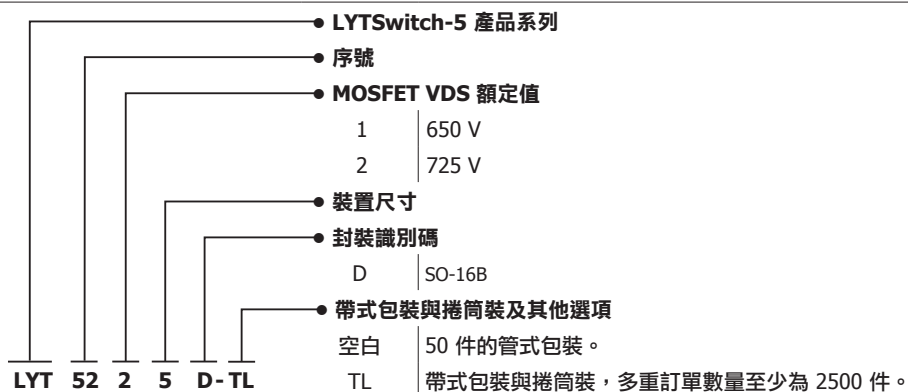 LYTSwitch-5 產品系列
序號
MOSFET VDS 額定值
1 650 V
2 725 V
裝置尺寸
封裝識別碼
D SO-16B
帶式包裝與捲筒裝及其他選項
空白 50 件的管式包裝。
LYT 52 2 5 D-TL TL 帶式包裝與捲筒裝，多重訂單數量至少為 2500 件。